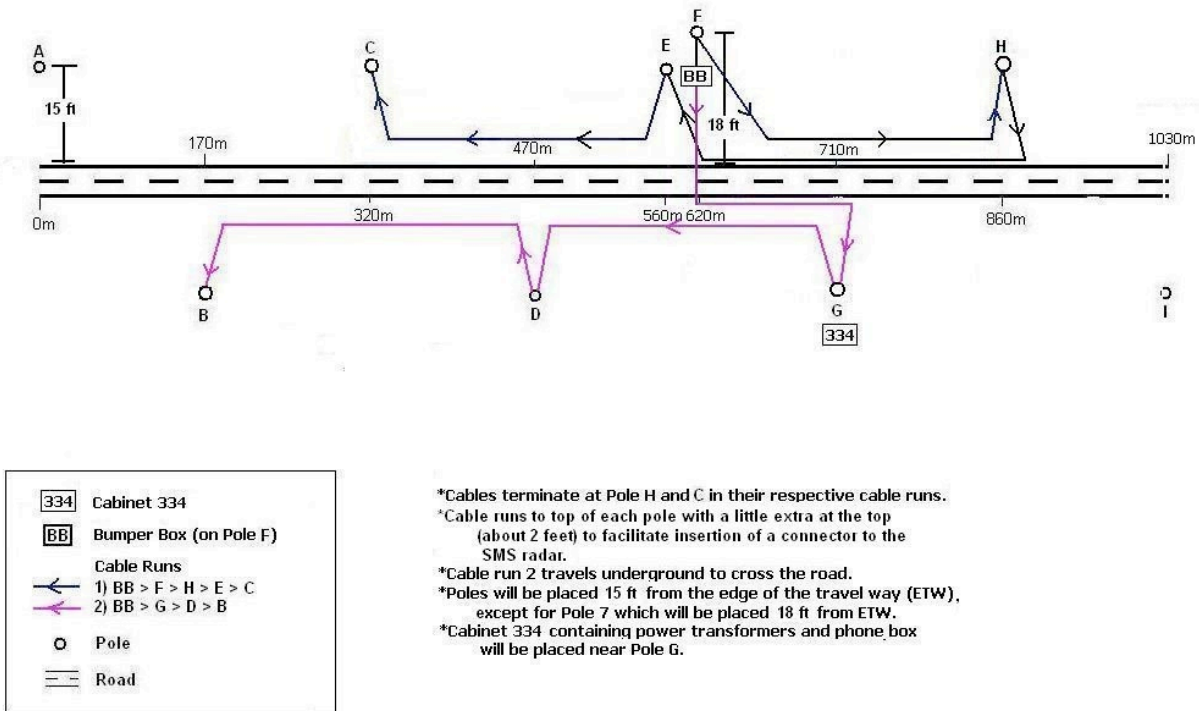 F
A
C
E
H
BB
15 ft
18 ft
170m
470m
710m
1030m
0m
320m
560m
620m
860m
B
D
G
I
334
334 Cabinet 334
BB Bumper Box (on Pole F)
Cable Runs
1) BB > F > H > E > C
2) BB > G > D > B
Pole
Road
*Cables terminate at Pole H and C in their respective cable runs.
*Cable runs to top of each pole with a little extra at the top
(about 2 feet) to facilitate insertion of a connector to the
SMS radar.
*Cable run 2 travels underground to cross the road.
*Poles will be placed 15 ft from the edge of the travel way (ETW),
except for Pole 7 which will be placed 18 ft from ETW.
*Cabinet 334 containing power transformers and phone box
will be placed near Pole G.